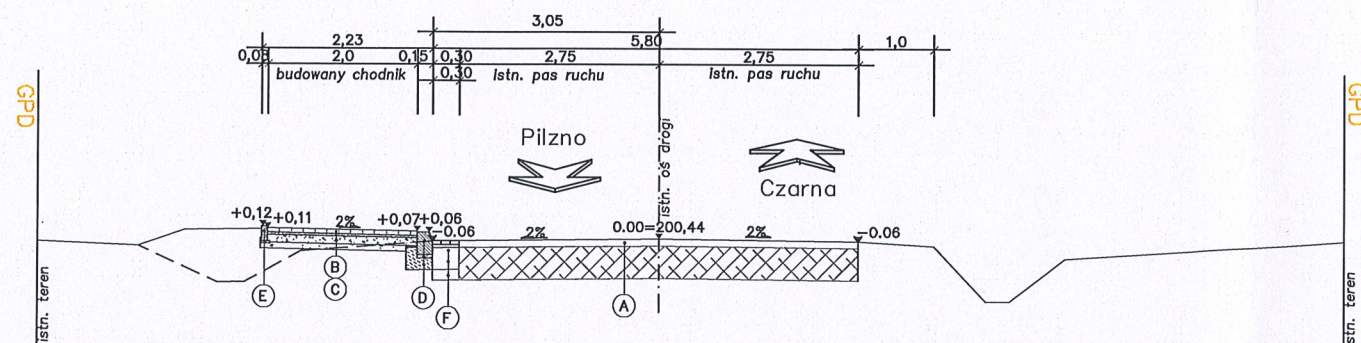 3,05
2,23
5,80
1,0
0,08
2,0
0,15
0,30
2,75
2,75
budowany chodnik
0,30
istn. pas ruchu
istn. pas ruchu
GPD
GPD
istn. oś drogi
Pilzno
Czarna
+0,12
+0,11
2%
+0,07
+0,06
-0.06
2%
0.00=200,44
2%
-0.06
B
C
E
D
F
A
istn. teren
istn. teren